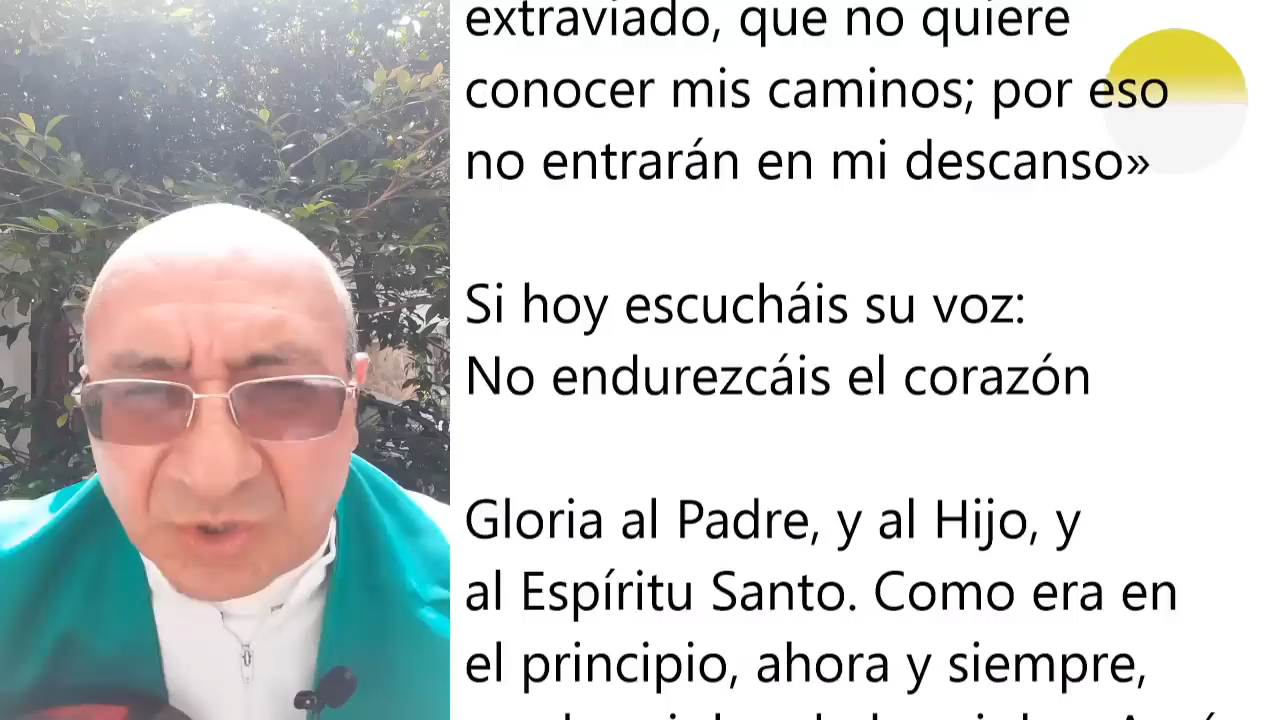 extraviado, que no quiere
conocer mis caminos; por eso
no entrarán en mi descanso»
Si hoy escucháis su voz:
No endurezcáis el corazón
Gloria al Padre, y al Hijo, y
al Espíritu Santo. Como era en
el principio, ahora y siempre,